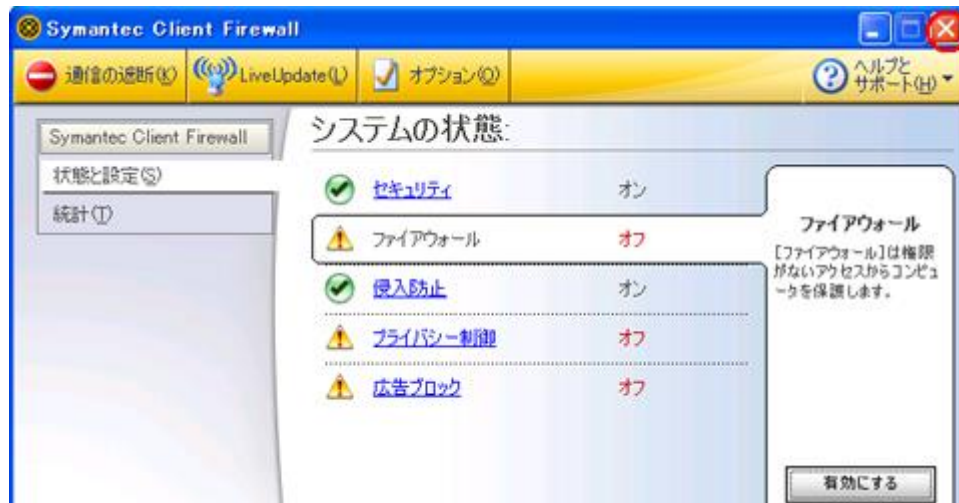 Symantec Client Firewall
通信の遮断(K)
LiveUpdate(L)
オプション(O)
ヘルプと
サポート(H)
Symantec Client Firewall
状態と設定(S)
統計(T)
システムの状態:
セキュリティ オン
ファイアウォール オフ
侵入防止 オン
プライバシー制御 オフ
広告ブロック オフ
ファイアウォール
[ファイアウォール]は権限
がないアクセスからコンピュ
ータを保護します。
有効にする